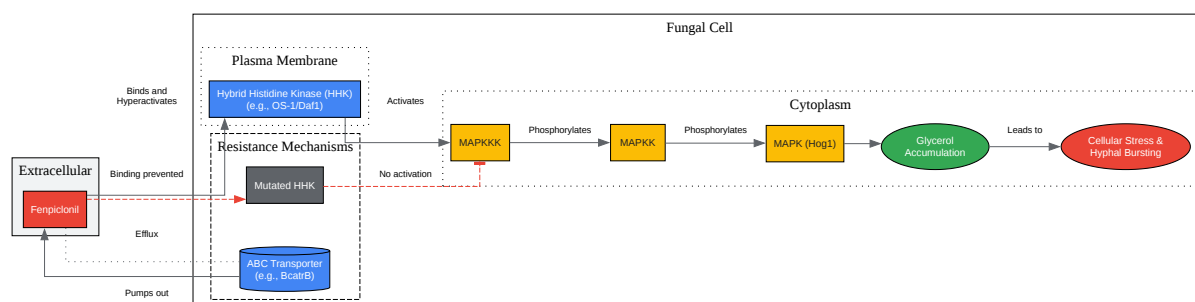 Fungal Cell
Plasma Membrane
Hybrid Histidine Kinase (HHK)
(e.g., OS-1/Daf1)
Binds and
Hyperactivates
Activates
Cytoplasm
MAPKKK
Phosphorylates
MAPKK
Phosphorylates
MAPK (Hog1)
Glycerol
Accumulation
Leads to
Cellular Stress &
Hyphal Bursting
Resistance Mechanisms
Extracellular
Fenpiclonil
Binding prevented
Mutated HHK
No activation
Efflux
ABC Transporter
(e.g., BcatrB)
Pumps out